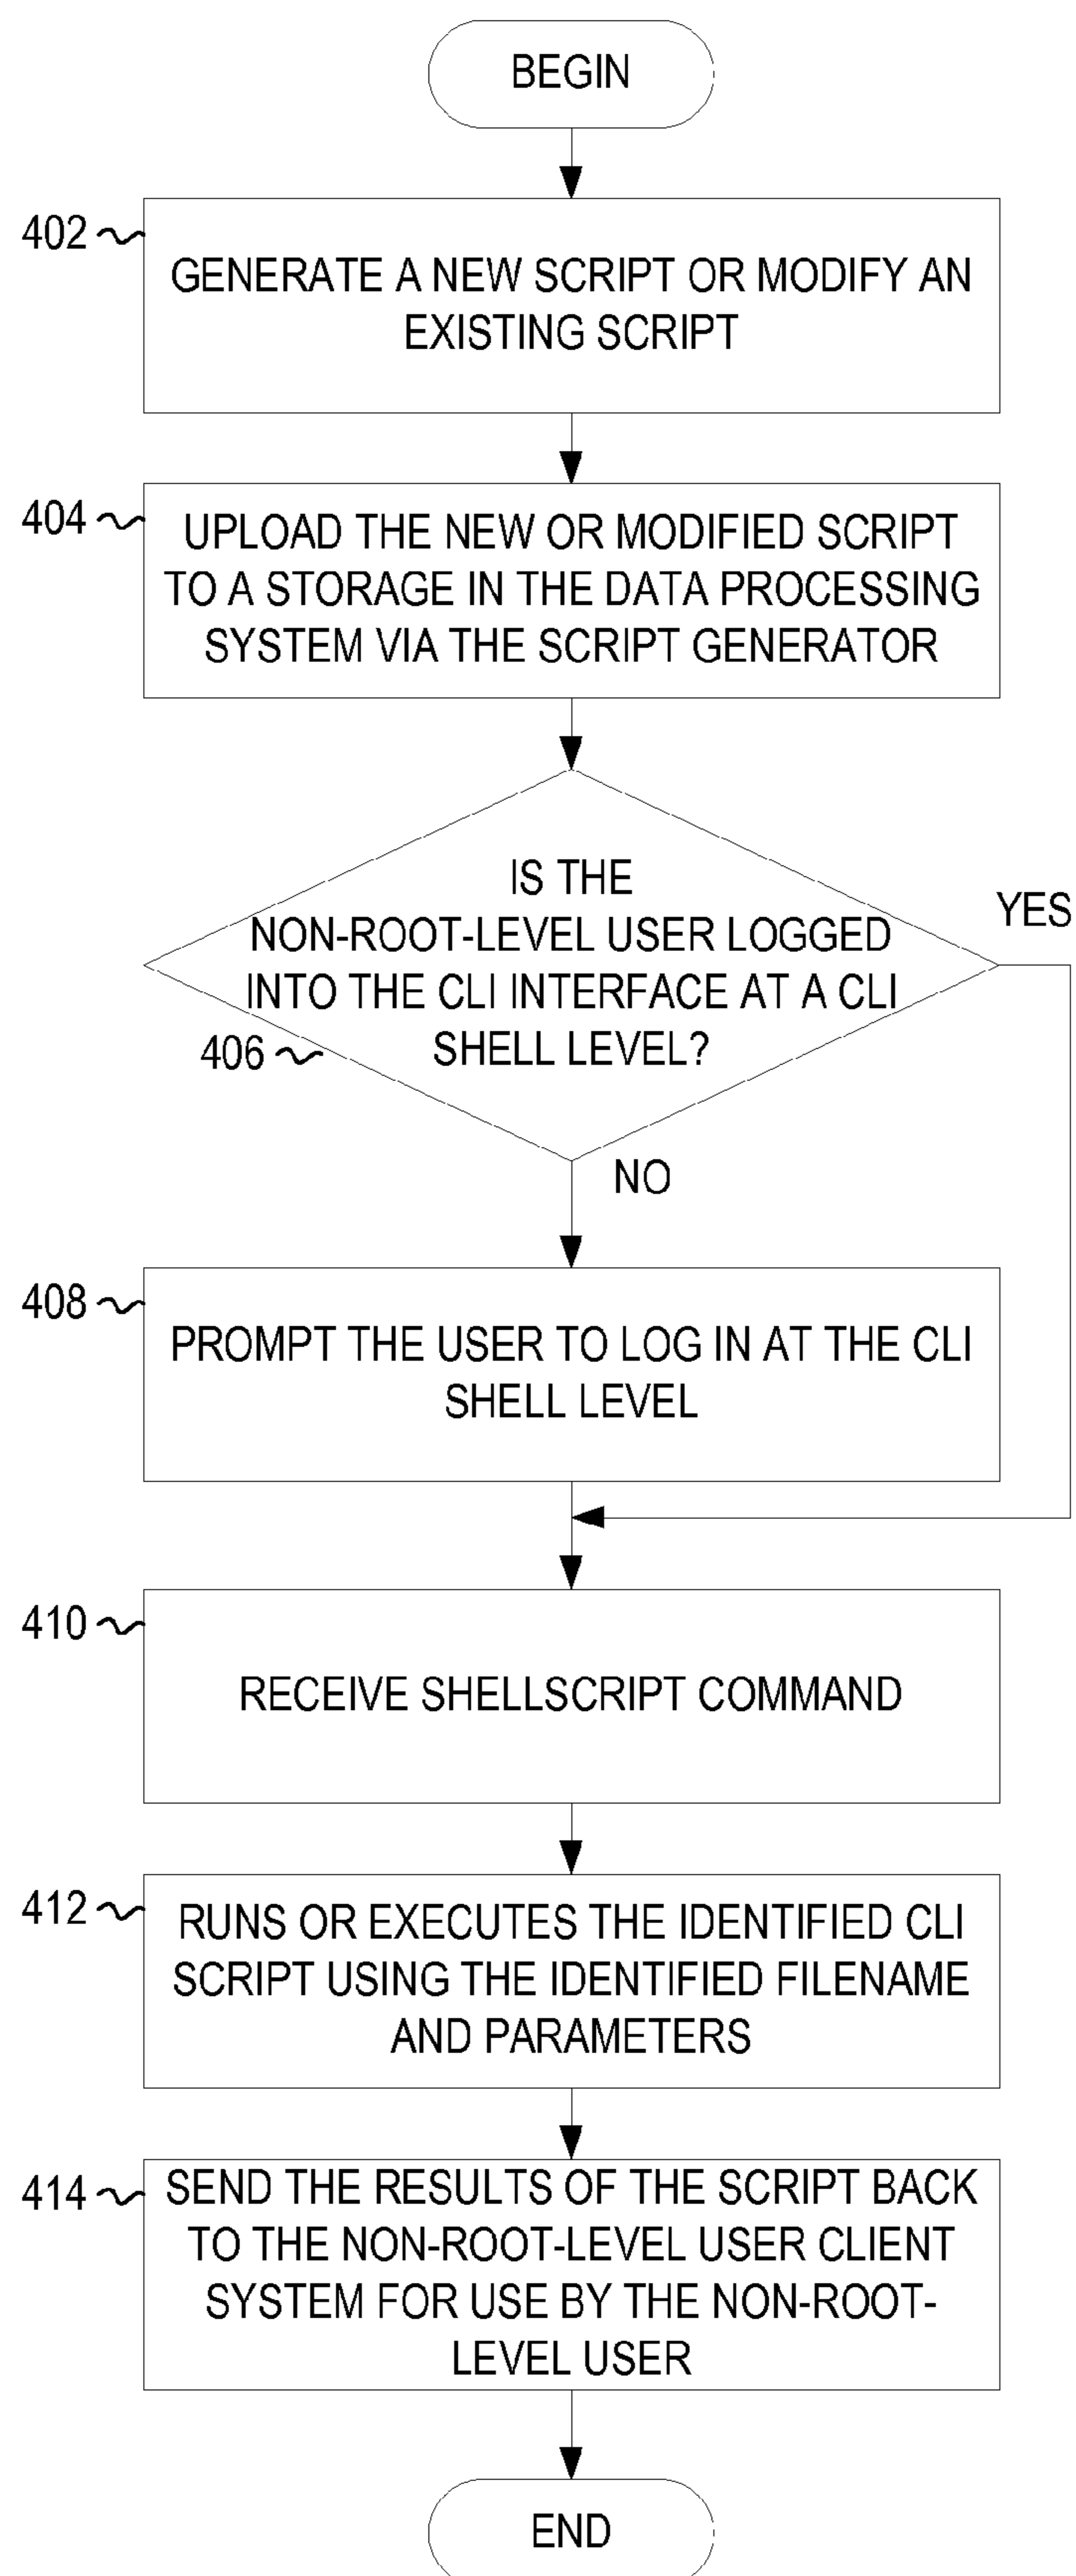 BEGIN
402
GENERATE A NEW SCRIPT OR MODIFY AN
EXISTING SCRIPT
404
UPLOAD THE NEW OR MODIFIED SCRIPT
TO A STORAGE IN THE DATA PROCESSING
SYSTEM VIA THE SCRIPT GENERATOR
IS THE
NON-ROOT-LEVEL USER LOGGED
INTO THE CLI INTERFACE AT A CLI
SHELL LEVEL?
406
YES
NO
408
PROMPT THE USER TO LOG IN AT THE CLI
SHELL LEVEL
410
RECEIVE SHELLSCRIPT COMMAND
412
RUNS OR EXECUTES THE IDENTIFIED CLI
SCRIPT USING THE IDENTIFIED FILENAME
AND PARAMETERS
414
SEND THE RESULTS OF THE SCRIPT BACK
TO THE NON-ROOT-LEVEL USER CLIENT
SYSTEM FOR USE BY THE NON-ROOT-
LEVEL USER
END